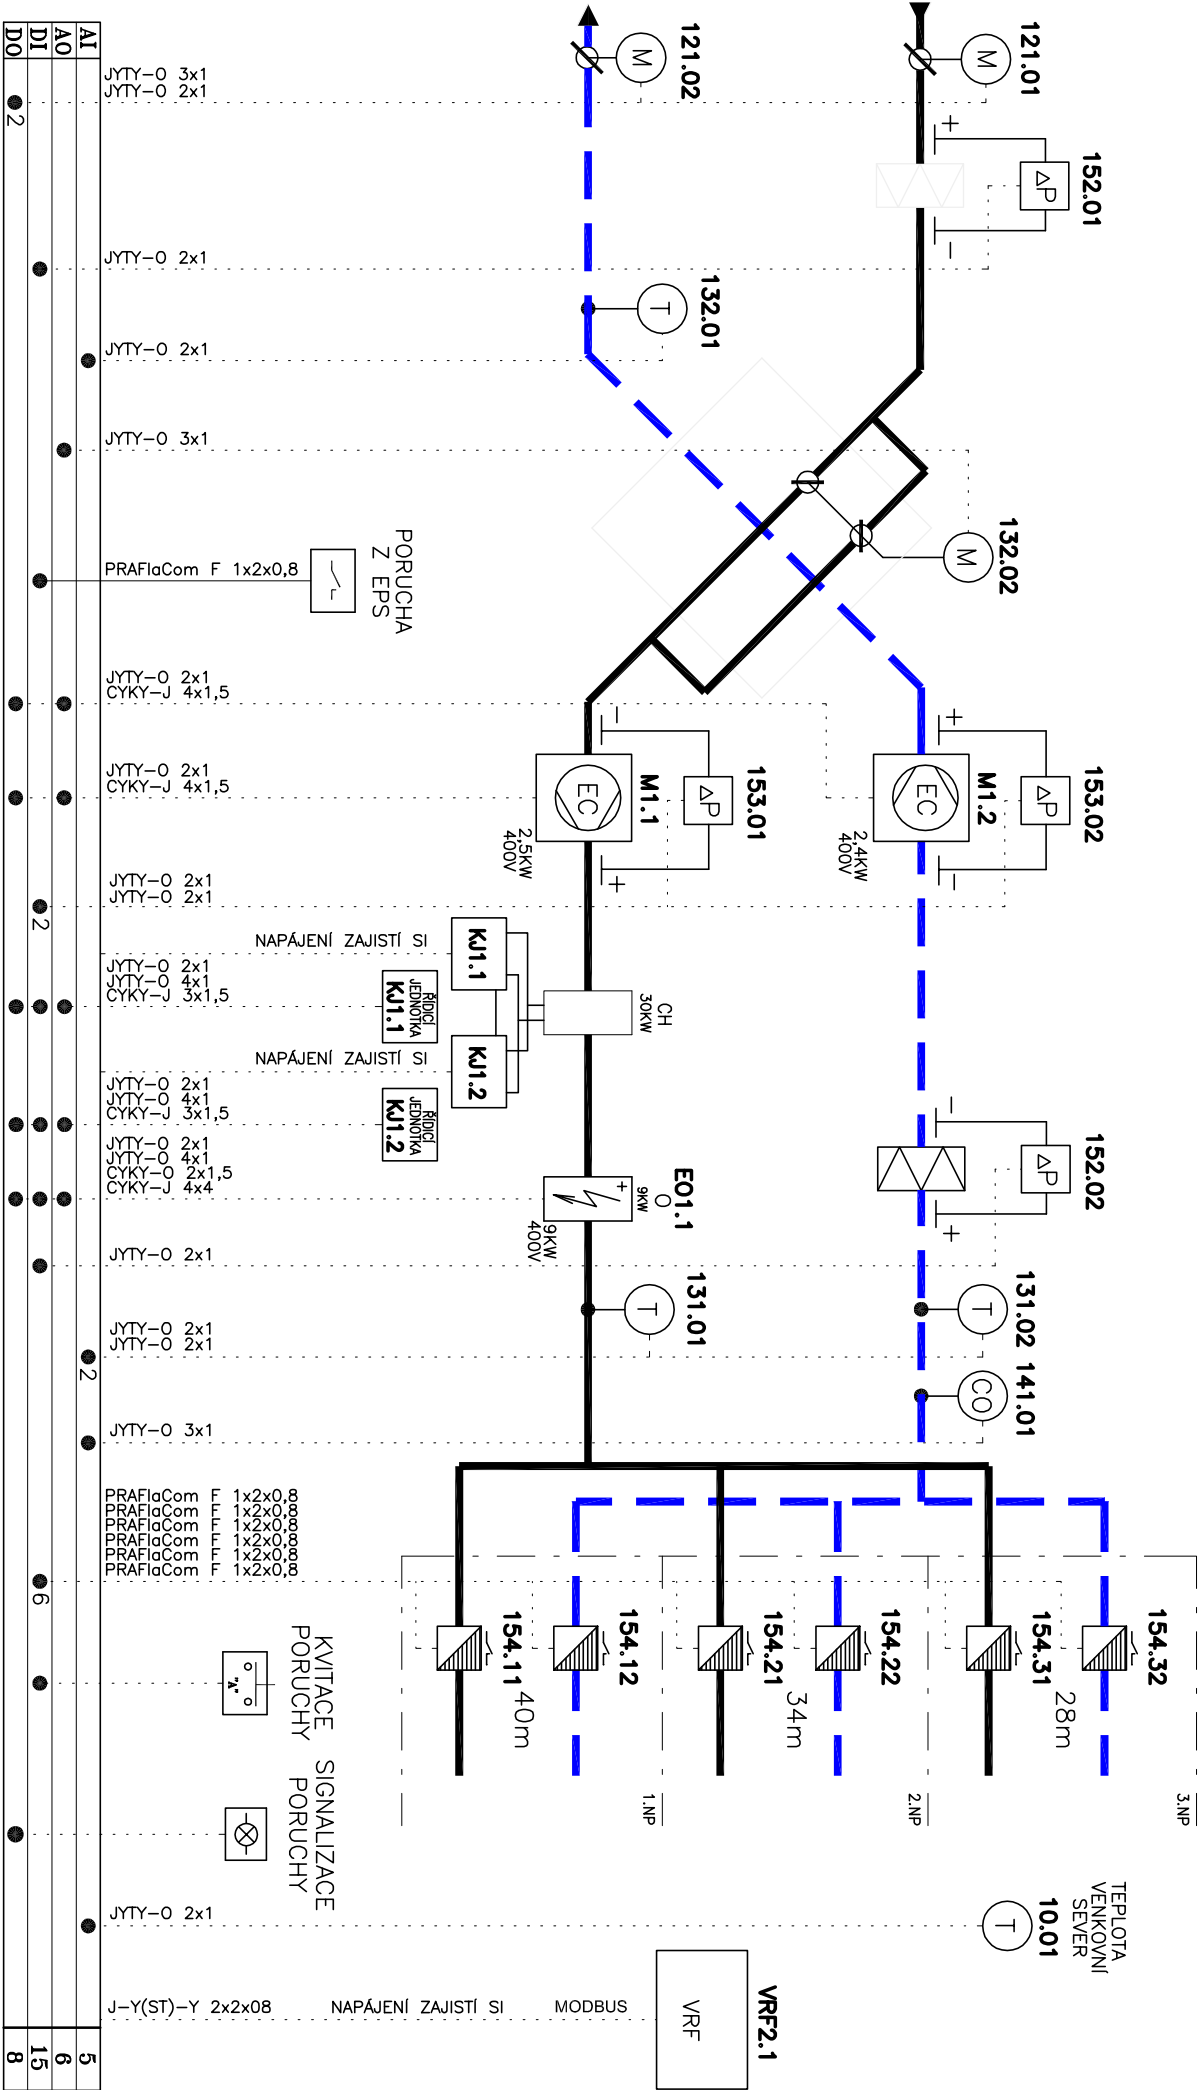 121.02
121.01
M
M
152.01
ΔP
+
−
132.01
T
132.02
M
PORUCHA
Z EPS
153.01
ΔP
−
+
M1.1
EC
2,5KW
400V
153.02
ΔP
+
−
M1.2
EC
2,4KW
400V
KJ1.1
ŘÍDICÍ
JEDNOTKA
KJ1.1
KJ1.2
ŘÍDICÍ
JEDNOTKA
KJ1.2
CH
30KW
EO1.1
O
9KW
+
9KW
400V
152.02
ΔP
−
+
131.01
T
131.02
T
141.01
CO
154.11
154.12
40m
154.21
154.22
34m
154.31
154.32
28m
1.NP
2.NP
3.NP
KVITACE
PORUCHY
"A"
SIGNALIZACE
PORUCHY
TEPLOTA
VENKOVNÍ
SEVER
10.01
T
VRF2.1
VRF
JYTY-O 3x1
JYTY-O 2x1
JYTY-O 2x1
JYTY-O 2x1
JYTY-O 3x1
PRAFlaCom F 1x2x0,8
JYTY-O 2x1
CYKY-J 4x1,5
JYTY-O 2x1
CYKY-J 4x1,5
JYTY-O 2x1
JYTY-O 2x1
NAPÁJENÍ ZAJISTÍ SI
JYTY-O 2x1
JYTY-O 4x1
CYKY-J 3x1,5
NAPÁJENÍ ZAJISTÍ SI
JYTY-O 2x1
JYTY-O 4x1
CYKY-J 3x1,5
JYTY-O 2x1
JYTY-O 4x1
CYKY-O 2x1,5
CYKY-J 4x4
JYTY-O 2x1
JYTY-O 2x1
JYTY-O 2x1
JYTY-O 3x1
PRAFlaCom F 1x2x0,8
PRAFlaCom F 1x2x0,8
PRAFlaCom F 1x2x0,8
PRAFlaCom F 1x2x0,8
PRAFlaCom F 1x2x0,8
PRAFlaCom F 1x2x0,8
JYTY-O 2x1
J-Y(ST)-Y 2x2x08 NAPÁJENÍ ZAJISTÍ SI MODBUS
AI 2 5
AO 6
DI 2 6 15
DO 2 8